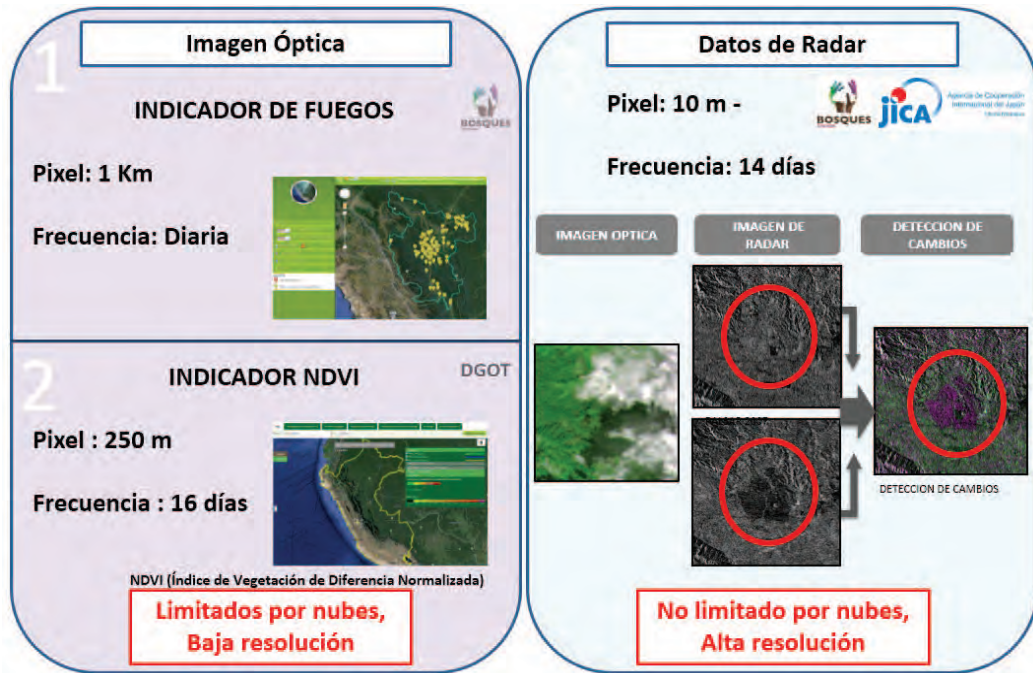 1
Imagen Óptica
INDICADOR DE FUEGOS
BOSQUES
Pixel: 1 Km
Frecuencia: Diaria
2
INDICADOR NDVI
DGOT
Pixel : 250 m
Frecuencia : 16 días
NDVI (Índice de Vegetación de Diferencia Normalizada)
Limitados por nubes,
Baja resolución
Datos de Radar
Pixel: 10 m -
BOSQUES
jICA
Agencia de Cooperación
Internacional del Japón
Frecuencia: 14 días
IMAGEN OPTICA
IMAGEN DE
RADAR
DETECCION DE
CAMBIOS
DETECCION DE CAMBIOS
No limitado por nubes,
Alta resolución